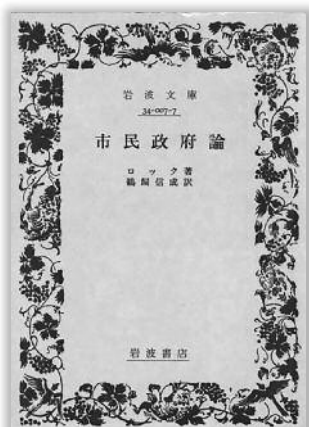 岩波文庫
34-007-7
市民政府論
ロック著
鵜飼信成訳
岩波書店